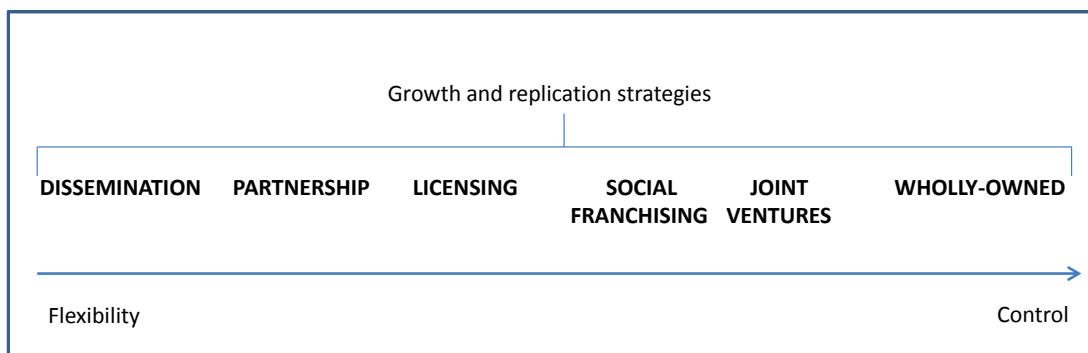 Growth and replication strategies
DISSEMINATION PARTNERSHIP LICENSING SOCIAL FRANCHISING JOINT VENTURES WHOLLY-OWNED
Flexibility Control